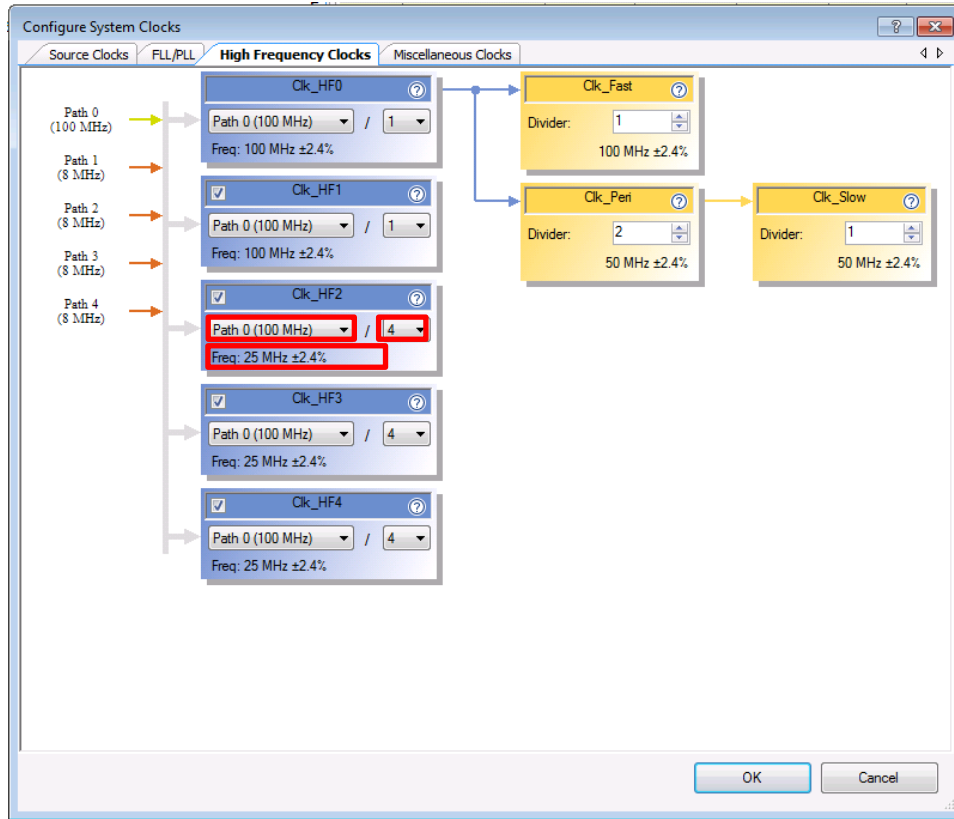 Configure System Clocks
Source Clocks FLL/PLL High Frequency Clocks Miscellaneous Clocks
Path 0
(100 MHz)
Path 1
(8 MHz)
Path 2
(8 MHz)
Path 3
(8 MHz)
Path 4
(8 MHz)
Clk_HF0
Path 0 (100 MHz) / 1
Freq: 100 MHz ±2.4%
Clk_HF1
Path 0 (100 MHz) / 1
Freq: 100 MHz ±2.4%
Clk_HF2
Path 0 (100 MHz) / 4
Freq: 25 MHz ±2.4%
Clk_HF3
Path 0 (100 MHz) / 4
Freq: 25 MHz ±2.4%
Clk_HF4
Path 0 (100 MHz) / 4
Freq: 25 MHz ±2.4%
Clk_Fast
Divider: 1
100 MHz ±2.4%
Clk_Peri
Divider: 2
50 MHz ±2.4%
Clk_Slow
Divider: 1
50 MHz ±2.4%
OK Cancel